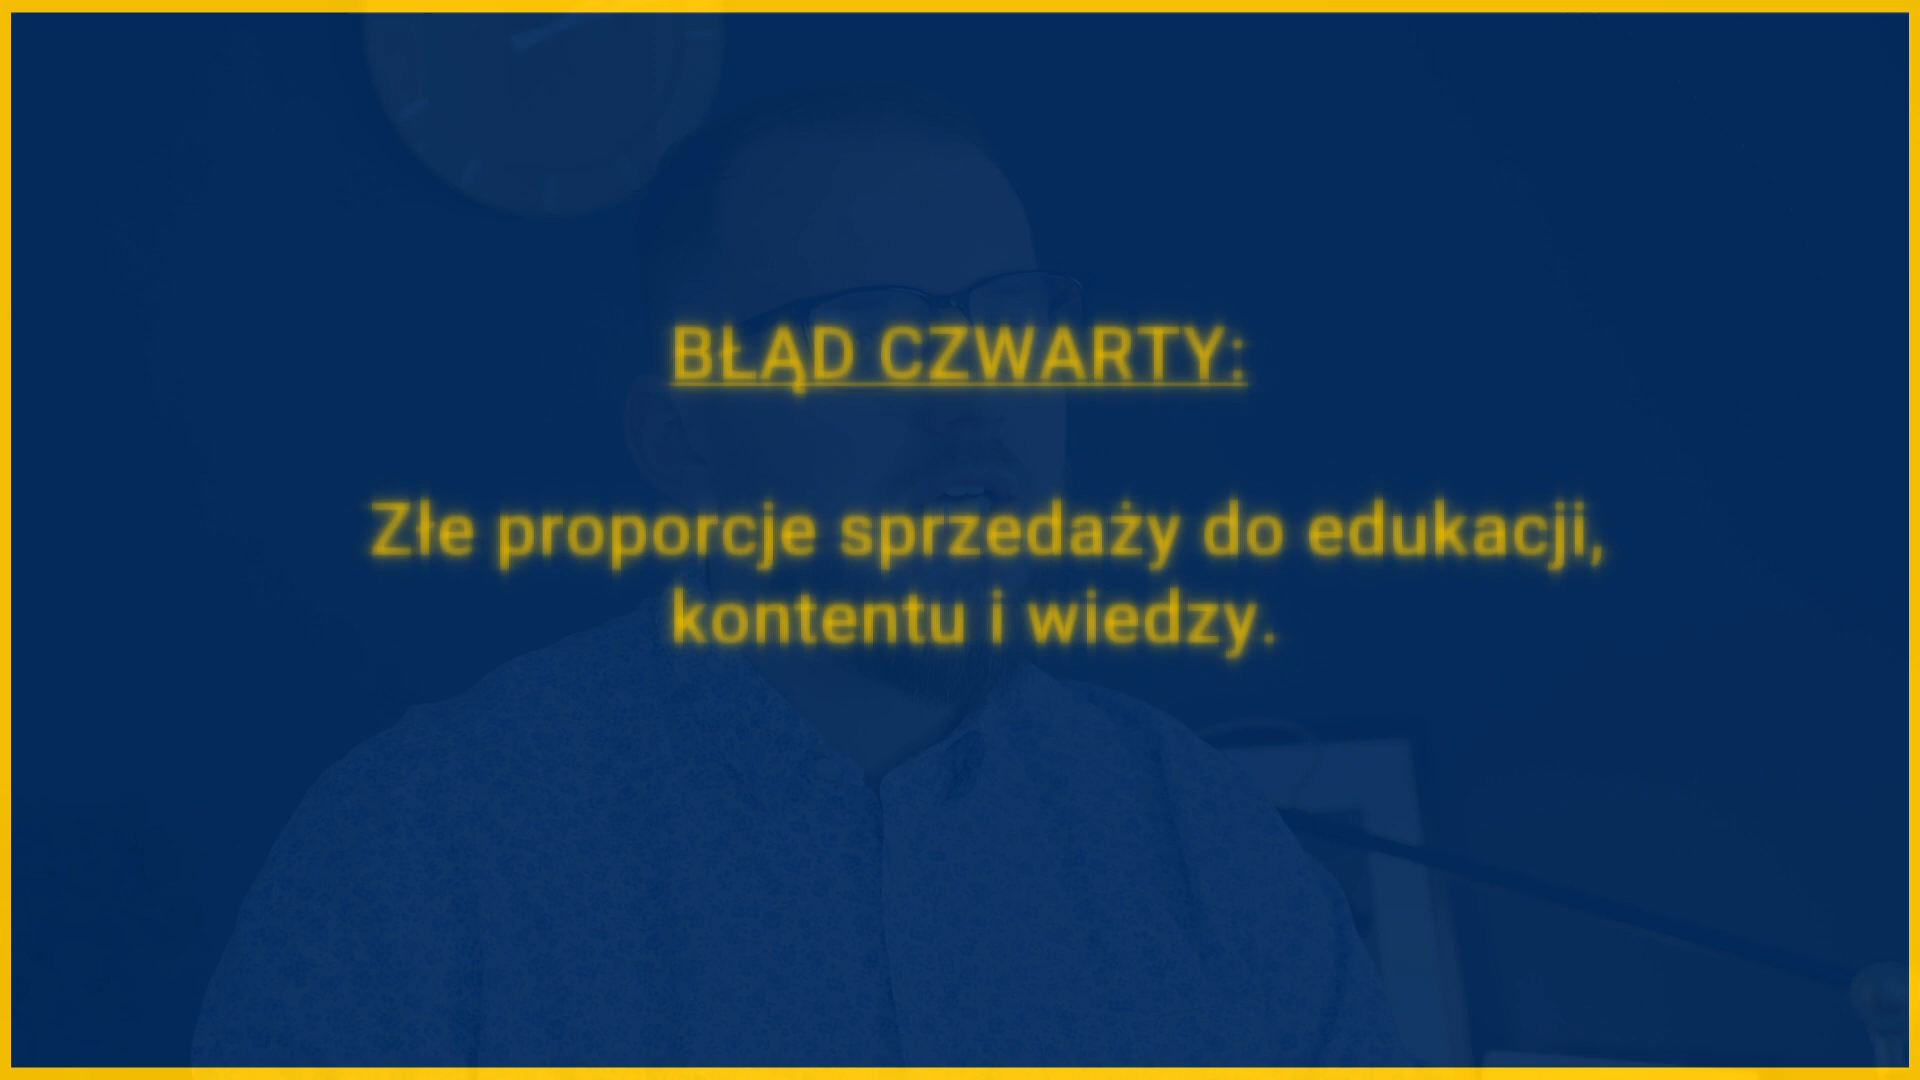 BŁĄD CZWARTY:
Złe proporcje sprzedaży do edukacji,
kontentu i wiedzy.